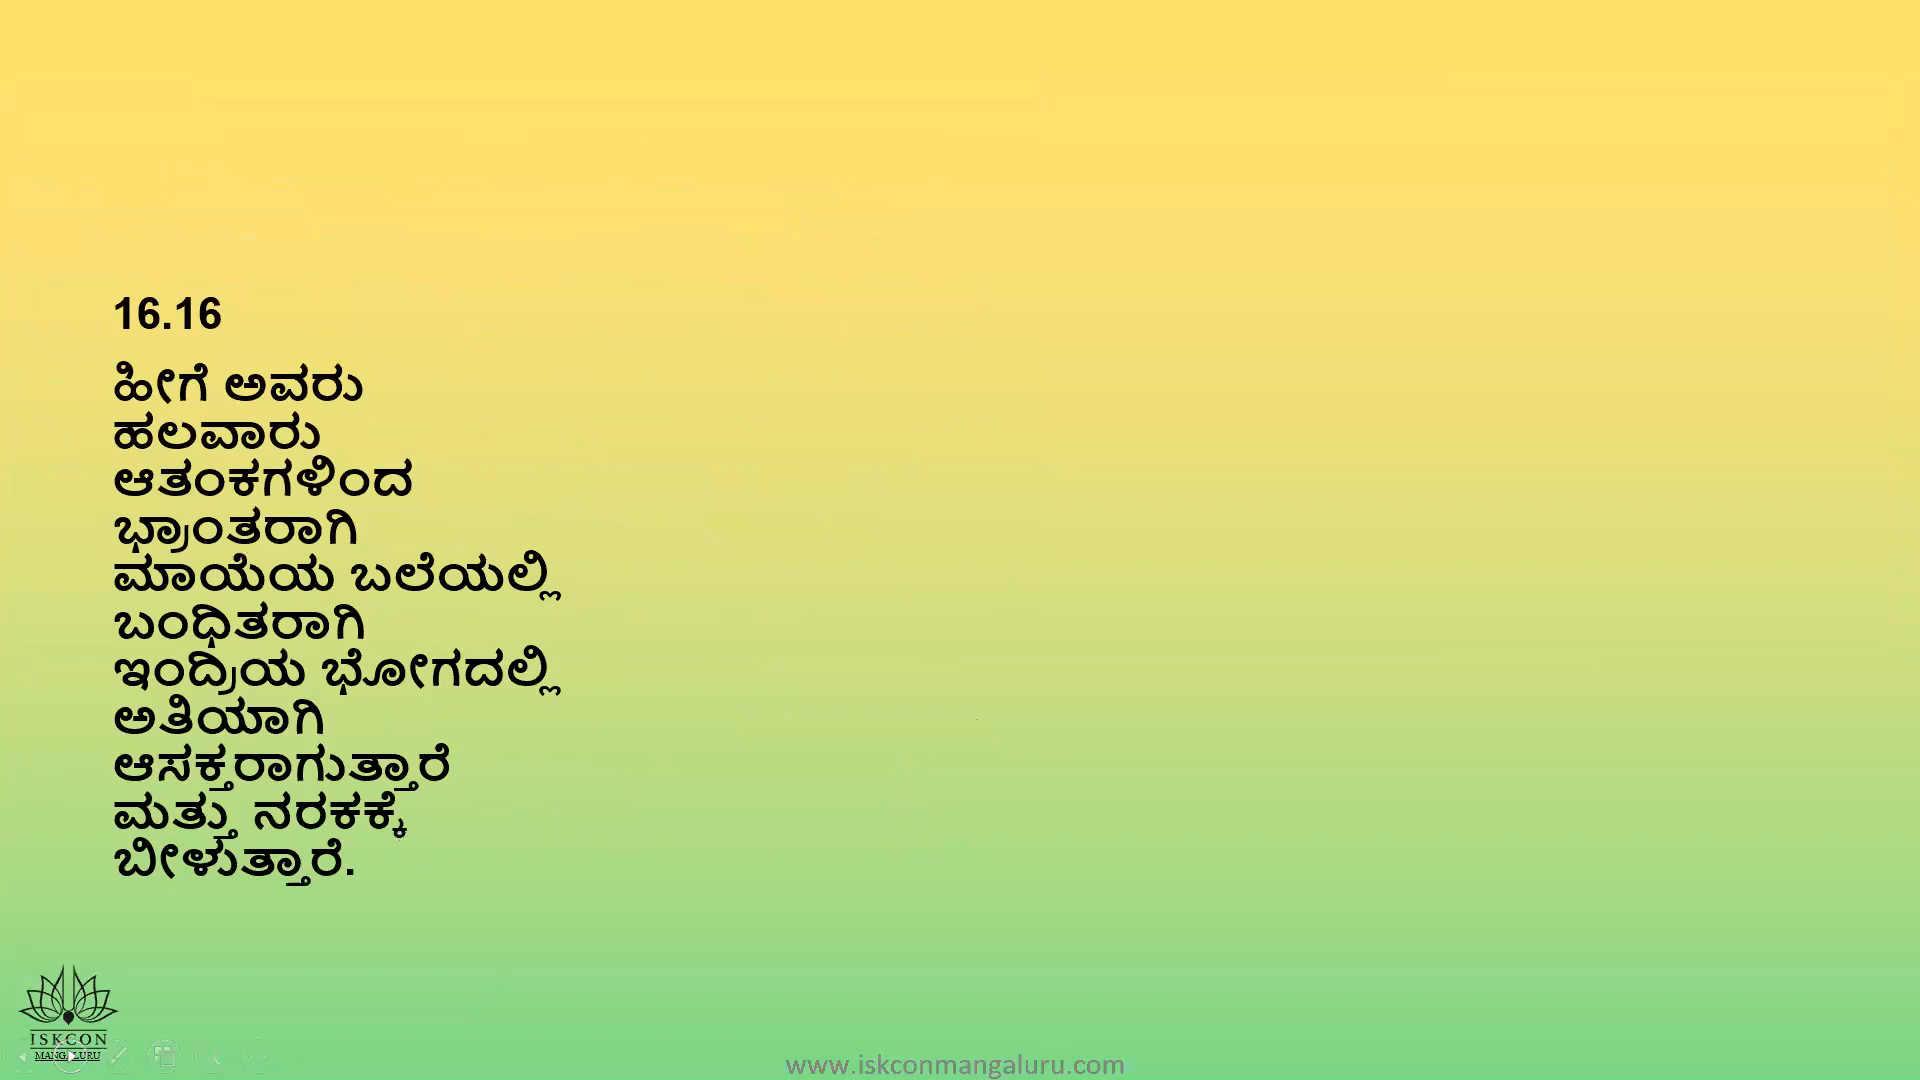 16.16
ಹೀಗೆ ಅವರು
ಹಲವಾರು
ಆತಂಕಗಳಿಂದ
ಭ್ರಾಂತರಾಗಿ
ಮಾಯೆಯ ಬಲೆಯಲ್ಲಿ
ಬಂಧಿತರಾಗಿ
ಇಂದ್ರಿಯ ಭೋಗದಲ್ಲಿ
ಅತಿಯಾಗಿ
ಆಸಕ್ತರಾಗುತ್ತಾರೆ
ಮತ್ತು ನರಕಕ್ಕೆ
ಬೀಳುತ್ತಾರೆ.
ISKCON
MANGALURU
www.iskconmangaluru.com